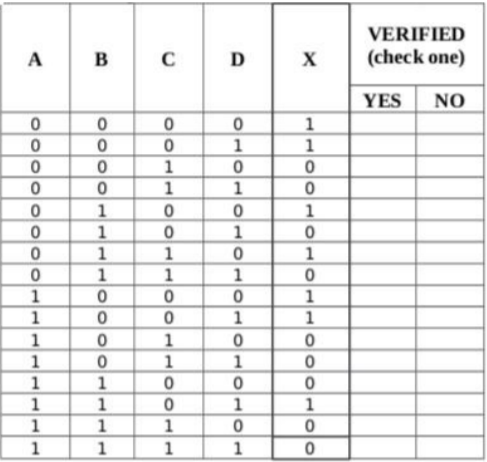 A B C D X VERIFIED (check one)
YES NO
0 0 0 0 1
0 0 0 1 1
0 0 1 0 0
0 0 1 1 0
0 1 0 0 1
0 1 0 1 0
0 1 1 0 1
0 1 1 1 0
1 0 0 0 1
1 0 0 1 1
1 0 1 0 0
1 0 1 1 0
1 1 0 0 0
1 1 0 1 1
1 1 1 0 0
1 1 1 1 0